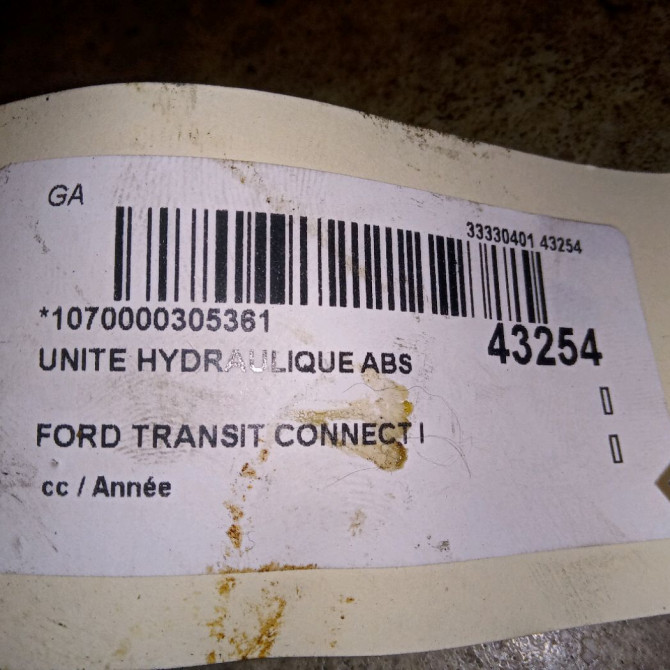 GA
33330401 43254
*1070000305361
43254
UNITE HYDRAULIQUE ABS
FORD TRANSIT CONNECT I
cc / Année